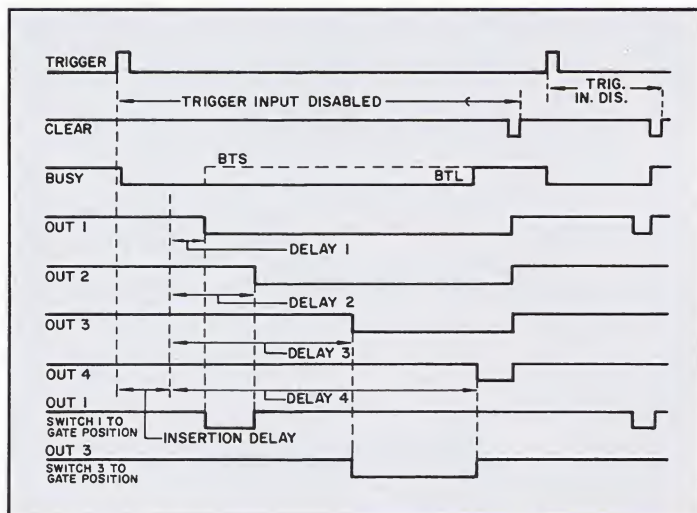 TRIGGER
TRIGGER INPUT DISABLED
TRIG.
IN. DIS.
CLEAR
BTS
BUSY
BTL
OUT 1
DELAY 1
OUT 2
DELAY 2
OUT 3
DELAY 3
OUT 4
DELAY 4
OUT 1
SWITCH 1 TO
GATE POSITION
INSERTION DELAY
OUT 3
SWITCH 3 TO
GATE POSITION